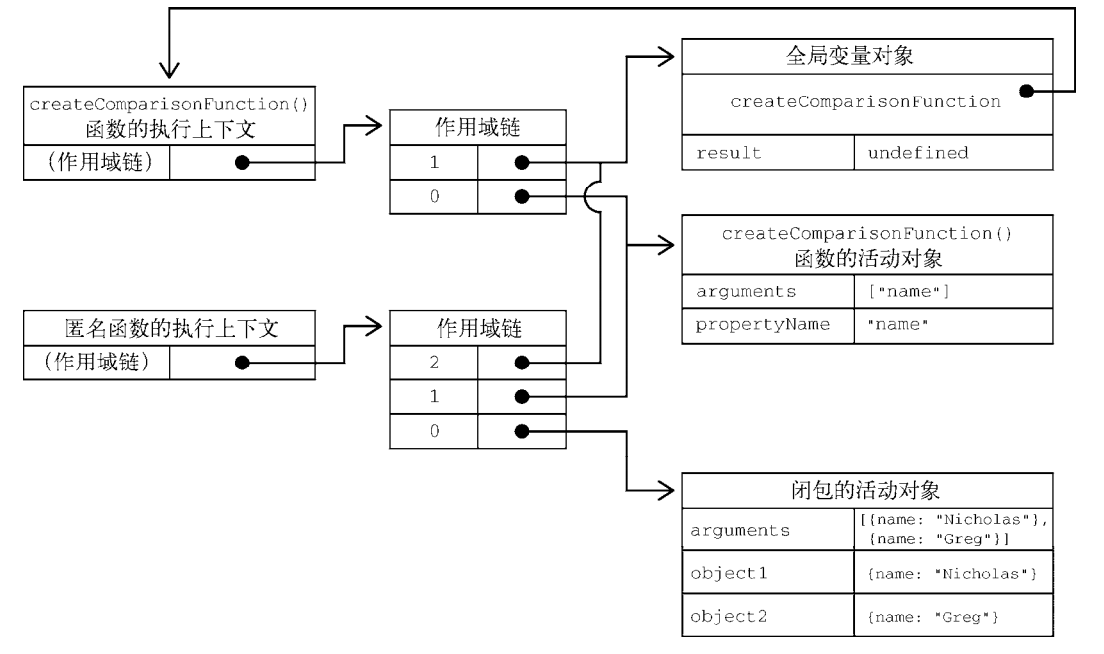 createComparisonFunction()
函数的执行上下文
(作用域链)
作用域链
1
0
全局变量对象
createComparisonFunction
result undefined
createComparisonFunction()
函数的活动对象
arguments ["name"]
propertyName "name"
匿名函数的执行上下文
(作用域链)
作用域链
2
1
0
闭包的活动对象
arguments [{name: "Nicholas"},
{name: "Greg"}]
object1 {name: "Nicholas"}
object2 {name: "Greg"}